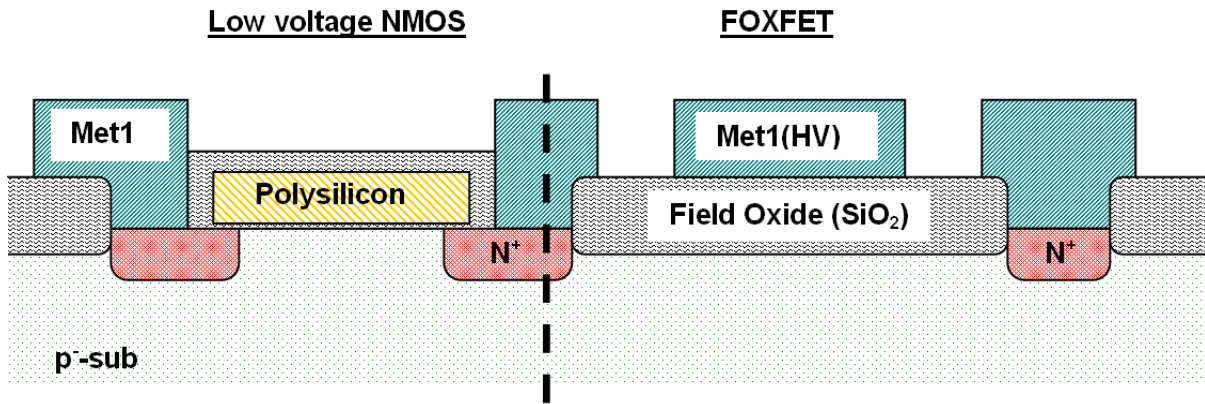 Low voltage NMOS
FOXFET
Met1
Met1(HV)
Polysilicon
Field Oxide (SiO₂)
N⁺
N⁺
p⁻-sub